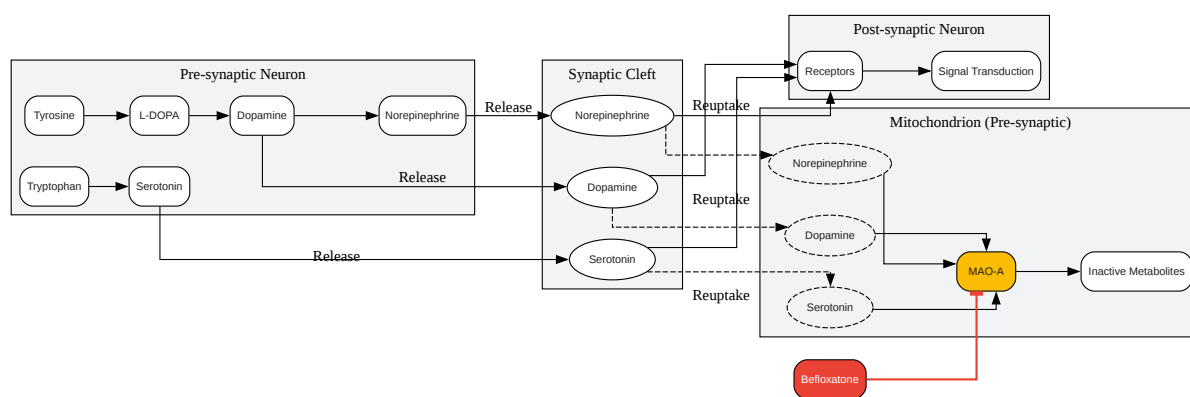 Pre-synaptic Neuron
Tyrosine
L-DOPA
Dopamine
Norepinephrine
Tryptophan
Serotonin
Release
Release
Release
Synaptic Cleft
Norepinephrine
Dopamine
Serotonin
Reuptake
Reuptake
Reuptake
Post-synaptic Neuron
Receptors
Signal Transduction
Mitochondrion (Pre-synaptic)
Norepinephrine
Dopamine
Serotonin
MAO-A
Inactive Metabolites
Befloxatone